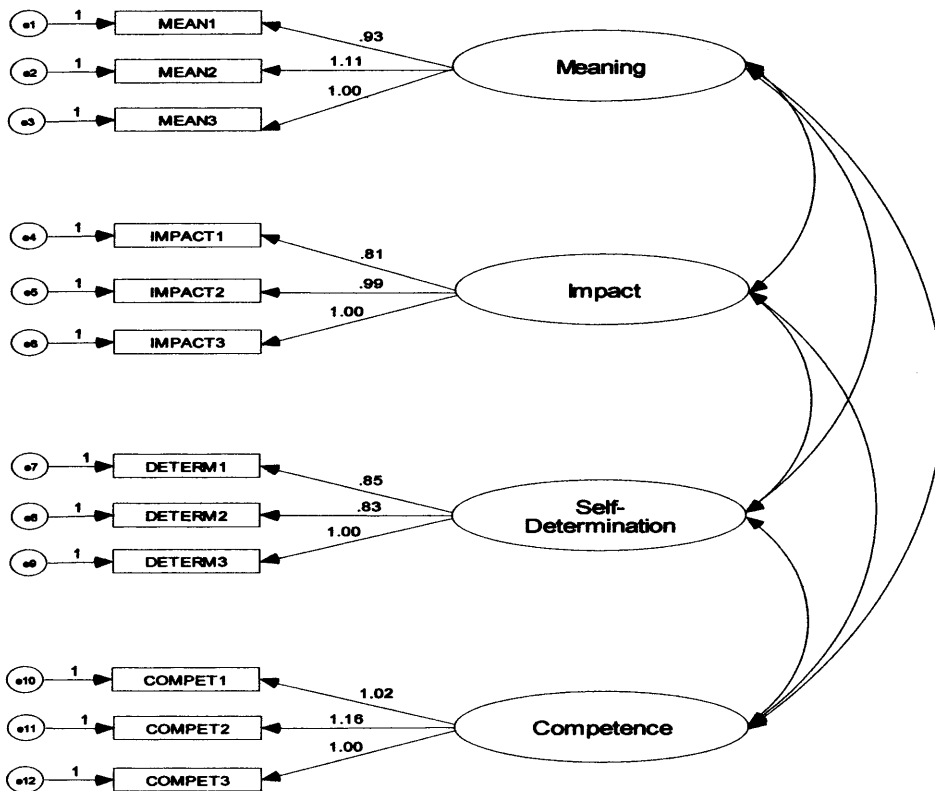 e1 1 MEAN1 .93
e2 1 MEAN2 1.11 Meaning
e3 1 MEAN3 1.00
e4 1 IMPACT1 .81
e5 1 IMPACT2 .99 Impact
e6 1 IMPACT3 1.00
e7 1 DETERM1 .85
e8 1 DETERM2 .83 Self-
Determination
e9 1 DETERM3 1.00
e10 1 COMPET1 1.02
e11 1 COMPET2 1.16 Competence
e12 1 COMPET3 1.00